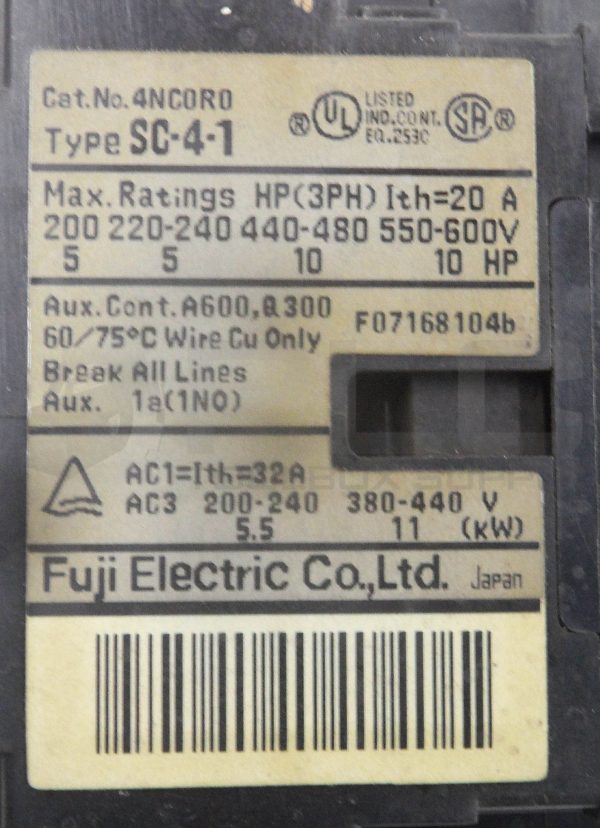 Cat.No.4NC0R0
Type SC-4-1
® UL LISTED
IND.CONT.
EQ.253C
SA ®
Max.Ratings HP(3PH) Ith=20 A
200 220-240 440-480 550-600V
5 5 10 10 HP
Aux.Cont.A600,Q300
F07168104b
60/75°C Wire Cu Only
Break All Lines
Aux. 1a(1NO)
AC1=Ith=32A
AC3 200-240 380-440 V
5.5 11 (kW)
Fuji Electric Co.,Ltd. Japan